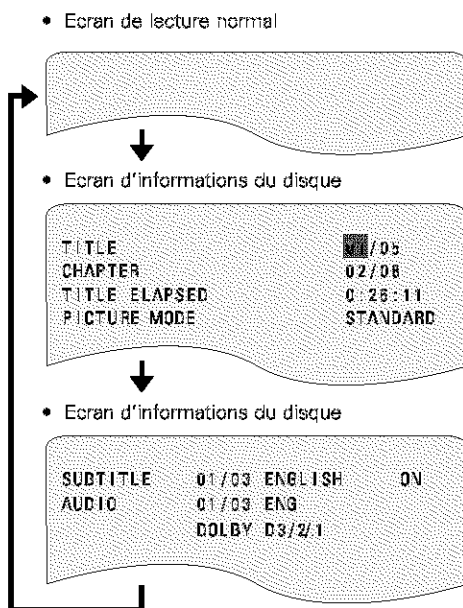 • Ecran de lecture normal
• Ecran d'informations du disque
TITLE 01/05
CHAPTER 02/08
TITLE ELAPSED 0:26:11
PICTURE MODE STANDARD
• Ecran d'informations du disque
SUBTITLE 01/03 ENGLISH ON
AUDIO 01/03 ENG
DOLBY D3/2/.1